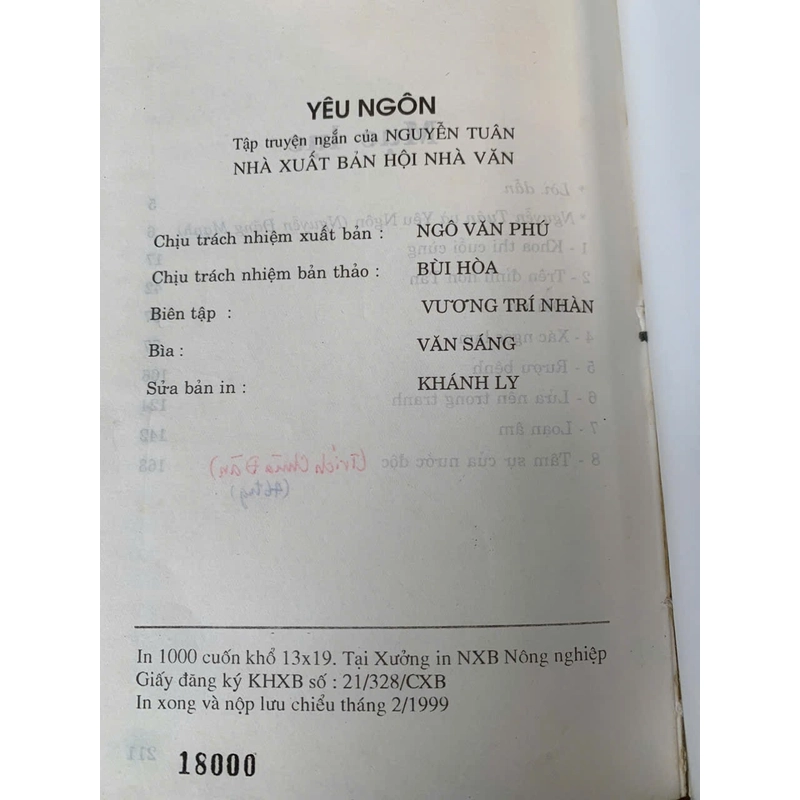 YÊU NGÔN
Tập truyện ngắn của NGUYỄN TUÂN
NHÀ XUẤT BẢN HỘI NHÀ VĂN
Chịu trách nhiệm xuất bản : NGÔ VĂN PHÚ
Chịu trách nhiệm bản thảo : BÙI HÒA
Biên tập : VƯƠNG TRÍ NHÀN
Bìa : VĂN SÁNG
Sửa bản in : KHÁNH LY
In 1000 cuốn khổ 13x19. Tại Xưởng in NXB Nông nghiệp
Giấy đăng ký KHXB số : 21/328/CXB
In xong và nộp lưu chiểu tháng 2/1999
18000